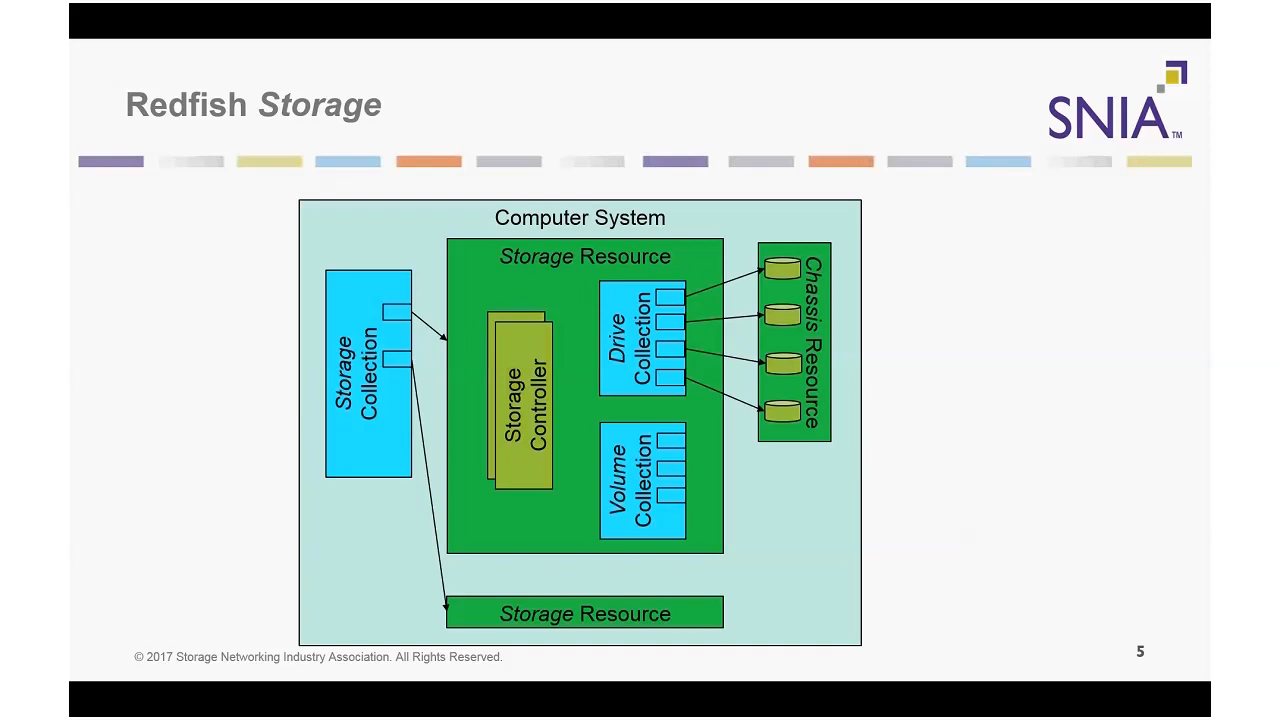 Redfish Storage
SNIA™
Computer System
Storage Resource
Storage
Collection
Storage
Controller
Drive
Collection
Volume
Collection
Chassis Resource
Storage Resource
© 2017 Storage Networking Industry Association. All Rights Reserved.
5